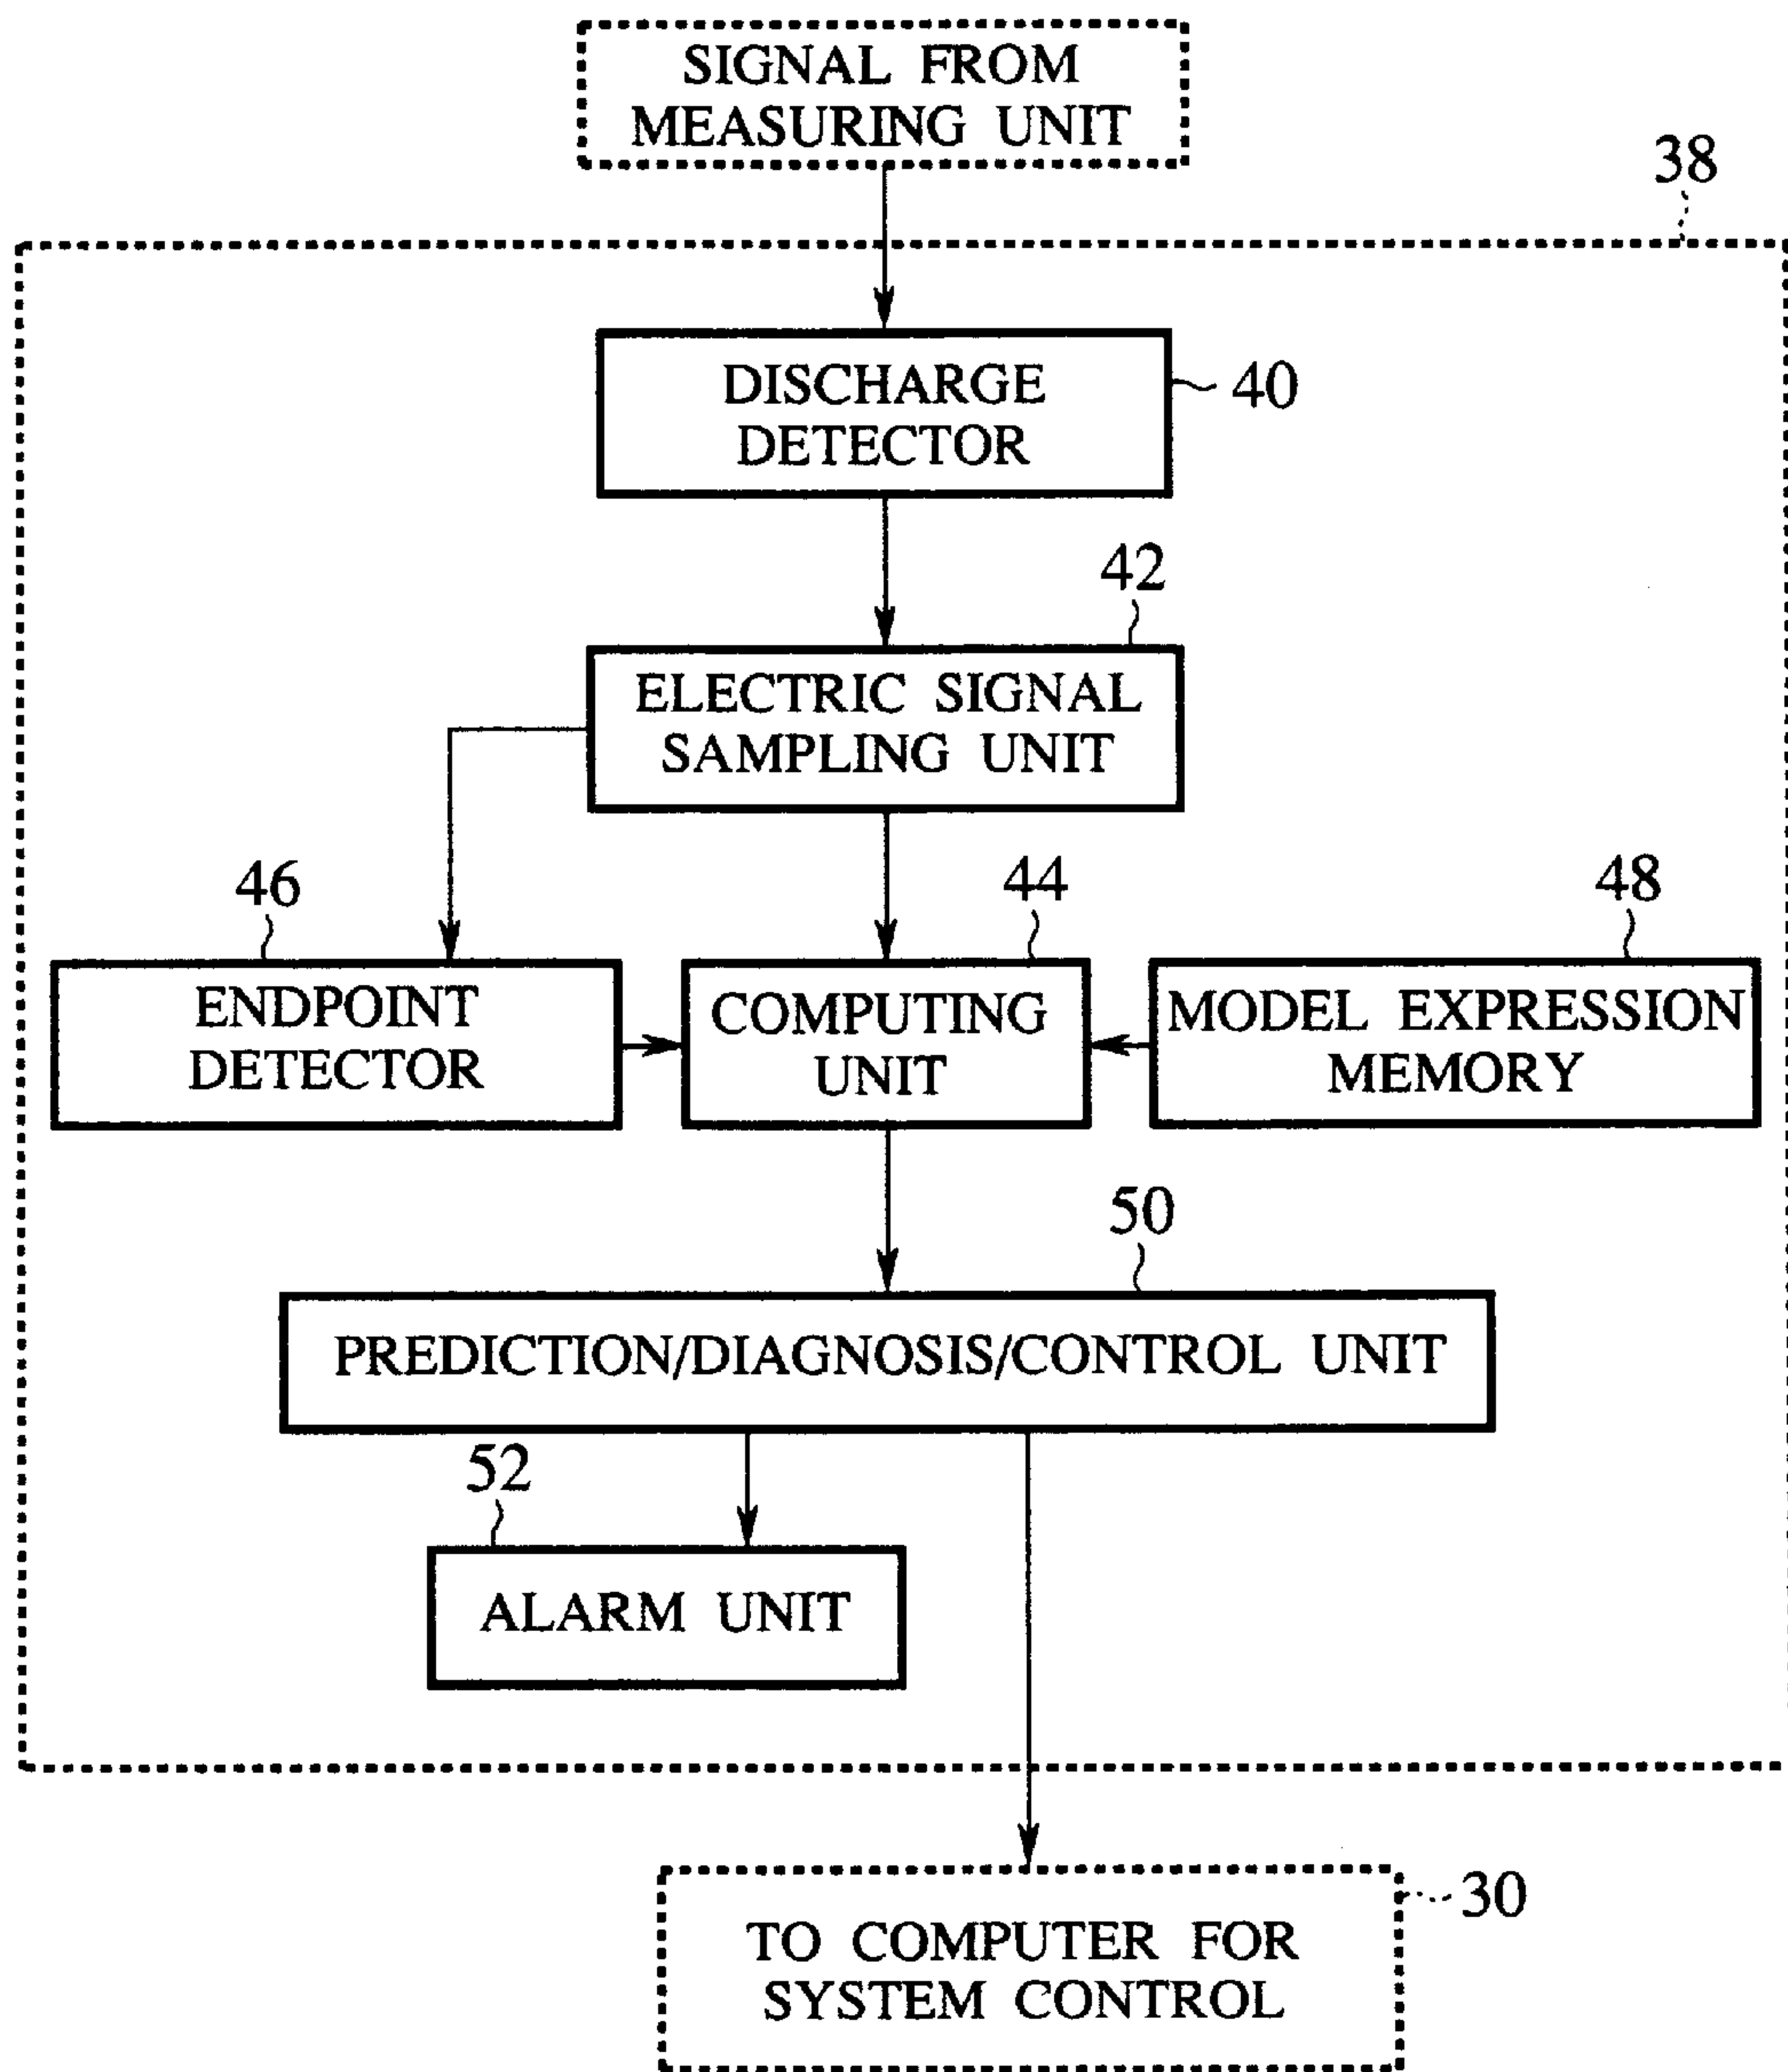 SIGNAL FROM
MEASURING UNIT
38
DISCHARGE
DETECTOR
40
42
ELECTRIC SIGNAL
SAMPLING UNIT
46
44
48
ENDPOINT
DETECTOR
COMPUTING
UNIT
MODEL EXPRESSION
MEMORY
50
PREDICTION/DIAGNOSIS/CONTROL UNIT
52
ALARM UNIT
30
TO COMPUTER FOR
SYSTEM CONTROL